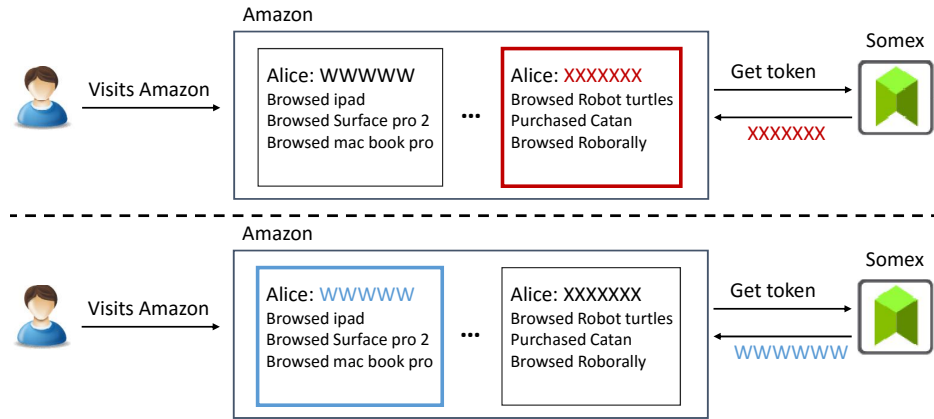 Amazon
Somex
Visits Amazon
Alice: WWWWW
Browsed ipad
Browsed Surface pro 2
Browsed mac book pro
...
Alice: XXXXXXX
Browsed Robot turtles
Purchased Catan
Browsed Roborally
Get token
XXXXXXX
Amazon
Somex
Visits Amazon
Alice: WWWWW
Browsed ipad
Browsed Surface pro 2
Browsed mac book pro
...
Alice: XXXXXXX
Browsed Robot turtles
Purchased Catan
Browsed Roborally
Get token
WWWWWW